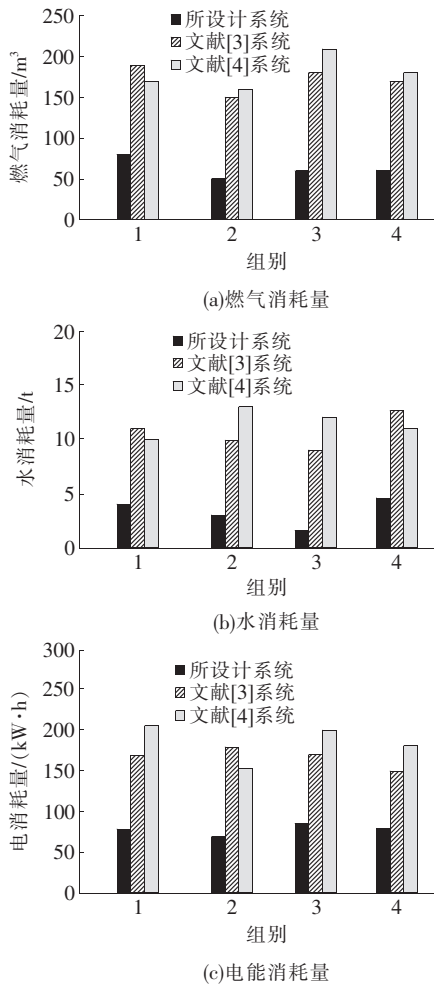 250
200
150
100
50
0
燃气消耗量/m³
■所设计系统
文献[3]系统
文献[4]系统
1 2 3 4
组别
(a)燃气消耗量
20
15
10
5
0
水消耗量/t
■所设计系统
文献[3]系统
文献[4]系统
1 2 3 4
组别
(b)水消耗量
300
250
200
150
100
50
0
电消耗量/(kW·h)
■所设计系统
文献[3]系统
文献[4]系统
1 2 3 4
组别
(c)电能消耗量